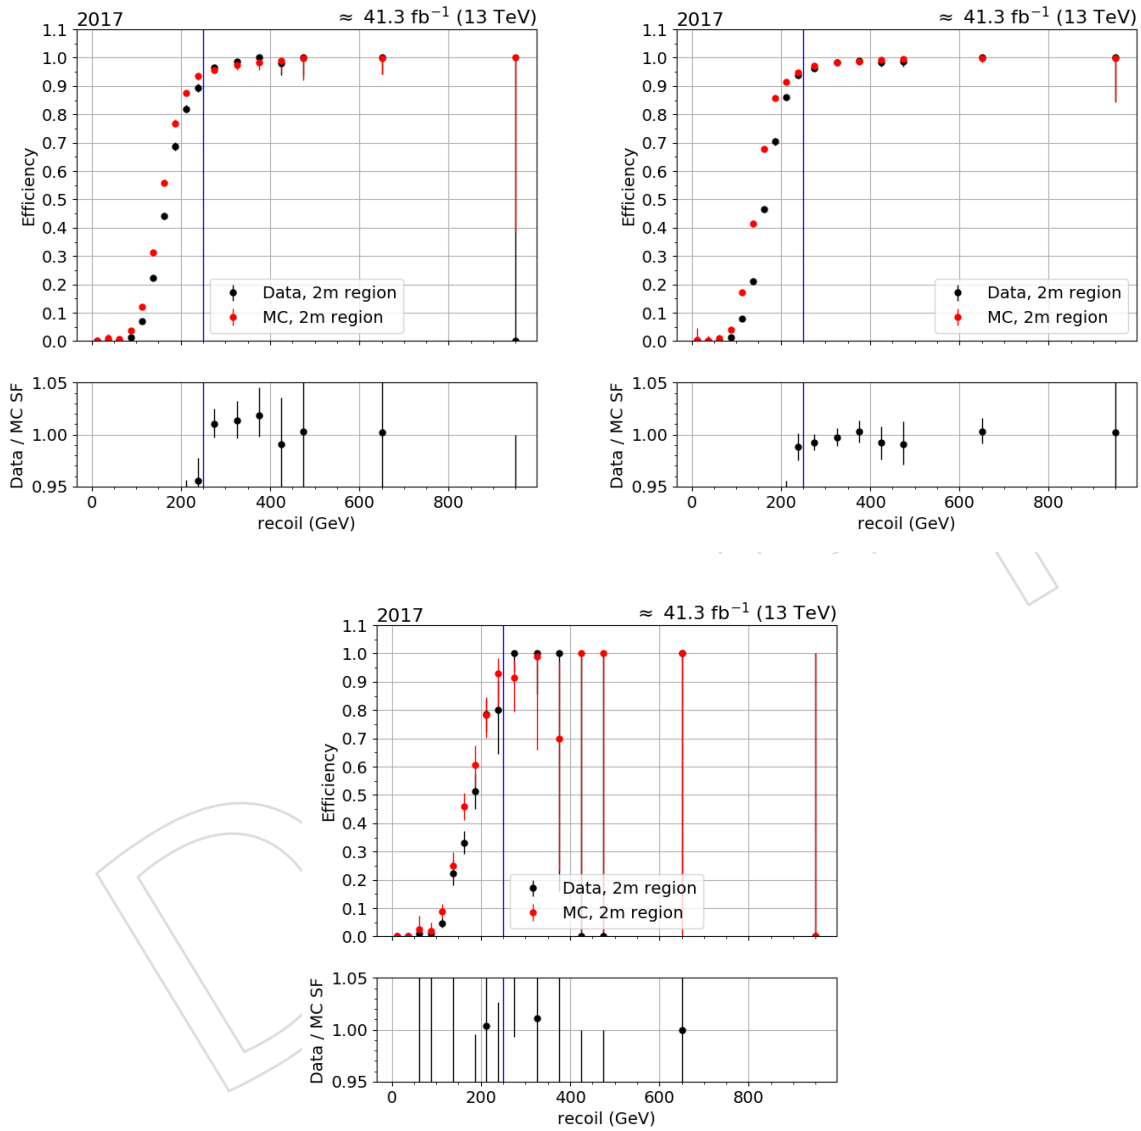 2017 ≈ 41.3 fb⁻¹ (13 TeV)
1.1
1.0
0.9
0.8
0.7
0.6
0.5
0.4
0.3
0.2
0.1
0.0
Efficiency
Data, 2m region
MC, 2m region
1.05
1.00
0.95
Data / MC SF
0 200 400 600 800
recoil (GeV)
2017 ≈ 41.3 fb⁻¹ (13 TeV)
1.1
1.0
0.9
0.8
0.7
0.6
0.5
0.4
0.3
0.2
0.1
0.0
Efficiency
Data, 2m region
MC, 2m region
1.05
1.00
0.95
Data / MC SF
0 200 400 600 800
recoil (GeV)
2017 ≈ 41.3 fb⁻¹ (13 TeV)
1.1
1.0
0.9
0.8
0.7
0.6
0.5
0.4
0.3
0.2
0.1
0.0
Efficiency
Data, 2m region
MC, 2m region
1.05
1.00
0.95
Data / MC SF
0 200 400 600 800
recoil (GeV)